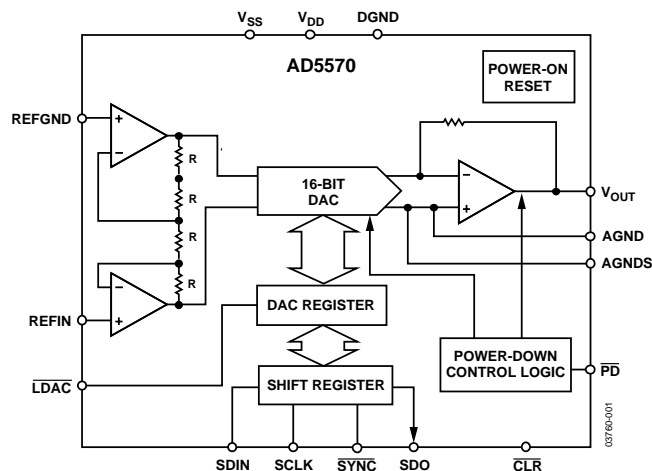 VSS VDD DGND
AD5570
POWER-ON
RESET
REFGND
+
−
R
R
R
R
−
+
REFIN
16-BIT
DAC
−
+
VOUT
AGND
AGNDS
DAC REGISTER
LDAC
SHIFT REGISTER
POWER-DOWN
CONTROL LOGIC
PD
SDIN SCLK SYNC SDO CLR
03760-001